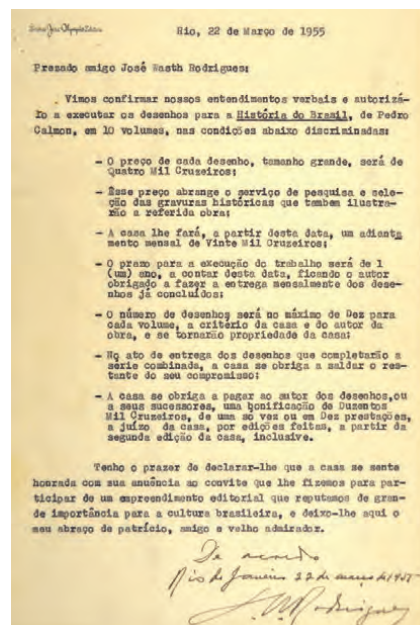 Rio, 22 de Março de 1955
Prezado amigo José Wasth Rodrigues:
Vimos confirmar nossos entendimentos verbais e autorizá-
lo a executar os desenhos para a História do Brasil, de Pedro
Calmon, em 10 volumes, nas condições abaixo discriminadas:
- O preço de cada desenho, tamanho grande, será de
Quatro Mil Cruzeiros;
- Êsse preço abrange o serviço de pesquisa e sele-
ção das gravuras históricas que tambem ilustra-
rão a referida obra;
- A casa lhe fará, a partir desta data, um adianta
mento mensal de Vinte Mil Cruzeiros;
- O prazo para a execução do trabalho será de 1
(um) ano, a contar desta data, ficando o autor
obrigado a fazer a entrega mensalmente dos dese-
nhos já concluidos;
- O número de desenhos será no máximo de Dez para
cada volume, a critério da casa e do autor da
obra, e se tornarão propriedade da casa;
- No ato de entrega dos desenhos que completarão a
serie combinada, a casa se obriga a saldar o res-
tante do seu compromisso;
- A casa se obriga a pagar ao autor dos desenhos, ou
a seus sucessores, uma bonificação de Duzentos
Mil Cruzeiros, de uma só vez ou em Dez prestações,
a juízo da casa, por edições feitas, a partir da
segunda edição da casa, inclusive.
Tenho o prazer de declarar-lhe que a casa se sente
honrada com sua anuência ao convite que lhe fizemos para par-
ticipar de um empreendimento editorial que reputamos de gran-
de importância para a cultura brasileira, e deixo-lhe aqui o
meu abraço de patrício, amigo e velho admirador.
De acordo
Rio de Janeiro 22 de março de 1955
J. W. Rodrigues